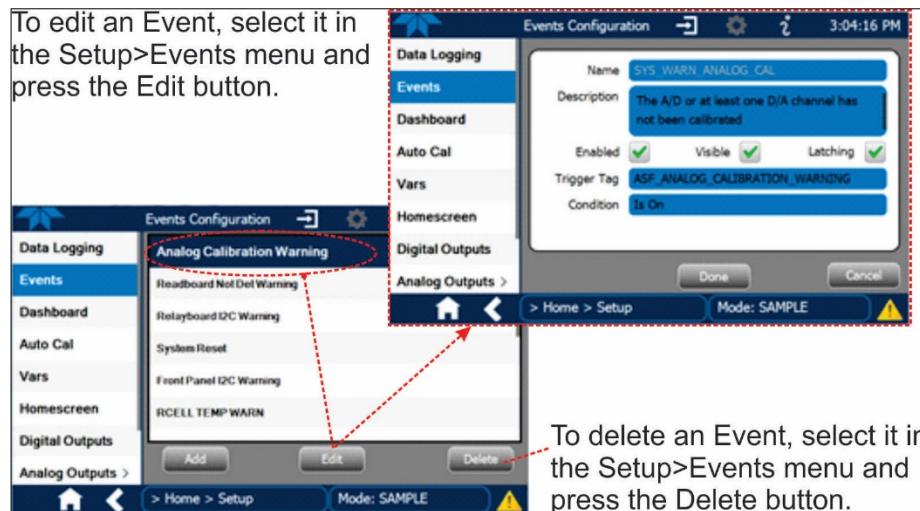 To edit an Event, select it in
the Setup>Events menu and
press the Edit button.
Events Configuration
3:04:16 PM
Data Logging
Events
Dashboard
Auto Cal
Vars
Homescreen
Digital Outputs
Analog Outputs >
Name SYS_WARN_ANALOG_CAL
Description The A/D or at least one D/A channel has
not been calibrated
Enabled Visible Latching
Trigger Tag ASF_ANALOG_CALIBRATION_WARNING
Condition Is On
Done Cancel
> Home > Setup Mode: SAMPLE
Events Configuration
Data Logging
Events
Dashboard
Auto Cal
Vars
Homescreen
Digital Outputs
Analog Outputs >
Analog Calibration Warning
Readboard Not Det Warning
Relayboard I2C Warning
System Reset
Front Panel I2C Warning
RCELL TEMP WARN
Add Edit Delete
> Home > Setup Mode: SAMPLE
To delete an Event, select it in
the Setup>Events menu and
press the Delete button.